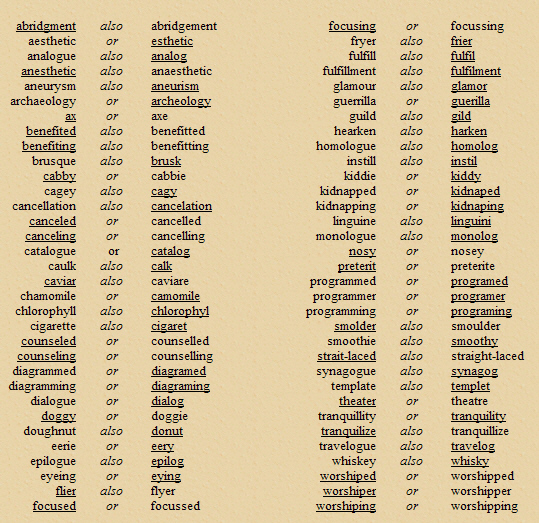 abridgment also abridgement
aesthetic or esthetic
analogue also analog
anesthetic also anaesthetic
aneurysm also aneurism
archaeology or archeology
ax or axe
benefited also benefitted
benefiting also benefitting
brusque also brusk
cabby or cabbie
cagey also cagy
cancellation also cancelation
canceled or cancelled
canceling or cancelling
catalogue or catalog
caulk also calk
caviar also caviare
chamomile or camomile
chlorophyll also chlorophyl
cigarette also cigaret
counseled or counselled
counseling or counselling
diagrammed or diagramed
diagramming or diagraming
dialogue or dialog
doggy or doggie
doughnut also donut
eerie or eery
epilogue also epilog
eyeing or eying
flier also flyer
focused or focussed
focusing or focussing
fryer also frier
fulfill also fulfil
fulfillment also fulfilment
glamour also glamor
guerrilla or guerilla
guild also gild
hearken also harken
homologue also homolog
instill also instil
kiddie or kiddy
kidnapped or kidnaped
kidnapping or kidnaping
linguine also linguini
monologue also monolog
nosy or nosey
preterit or preterite
programmed or programed
programmer or programer
programming or programing
smolder also smoulder
smoothie also smoothy
strait-laced also straight-laced
synagogue also synagog
template also templet
theater or theatre
tranquillity or tranquility
tranquilize also tranquillize
travelogue also travelog
whiskey also whisky
worshiped or worshipped
worshiper or worshipper
worshiping or worshipping